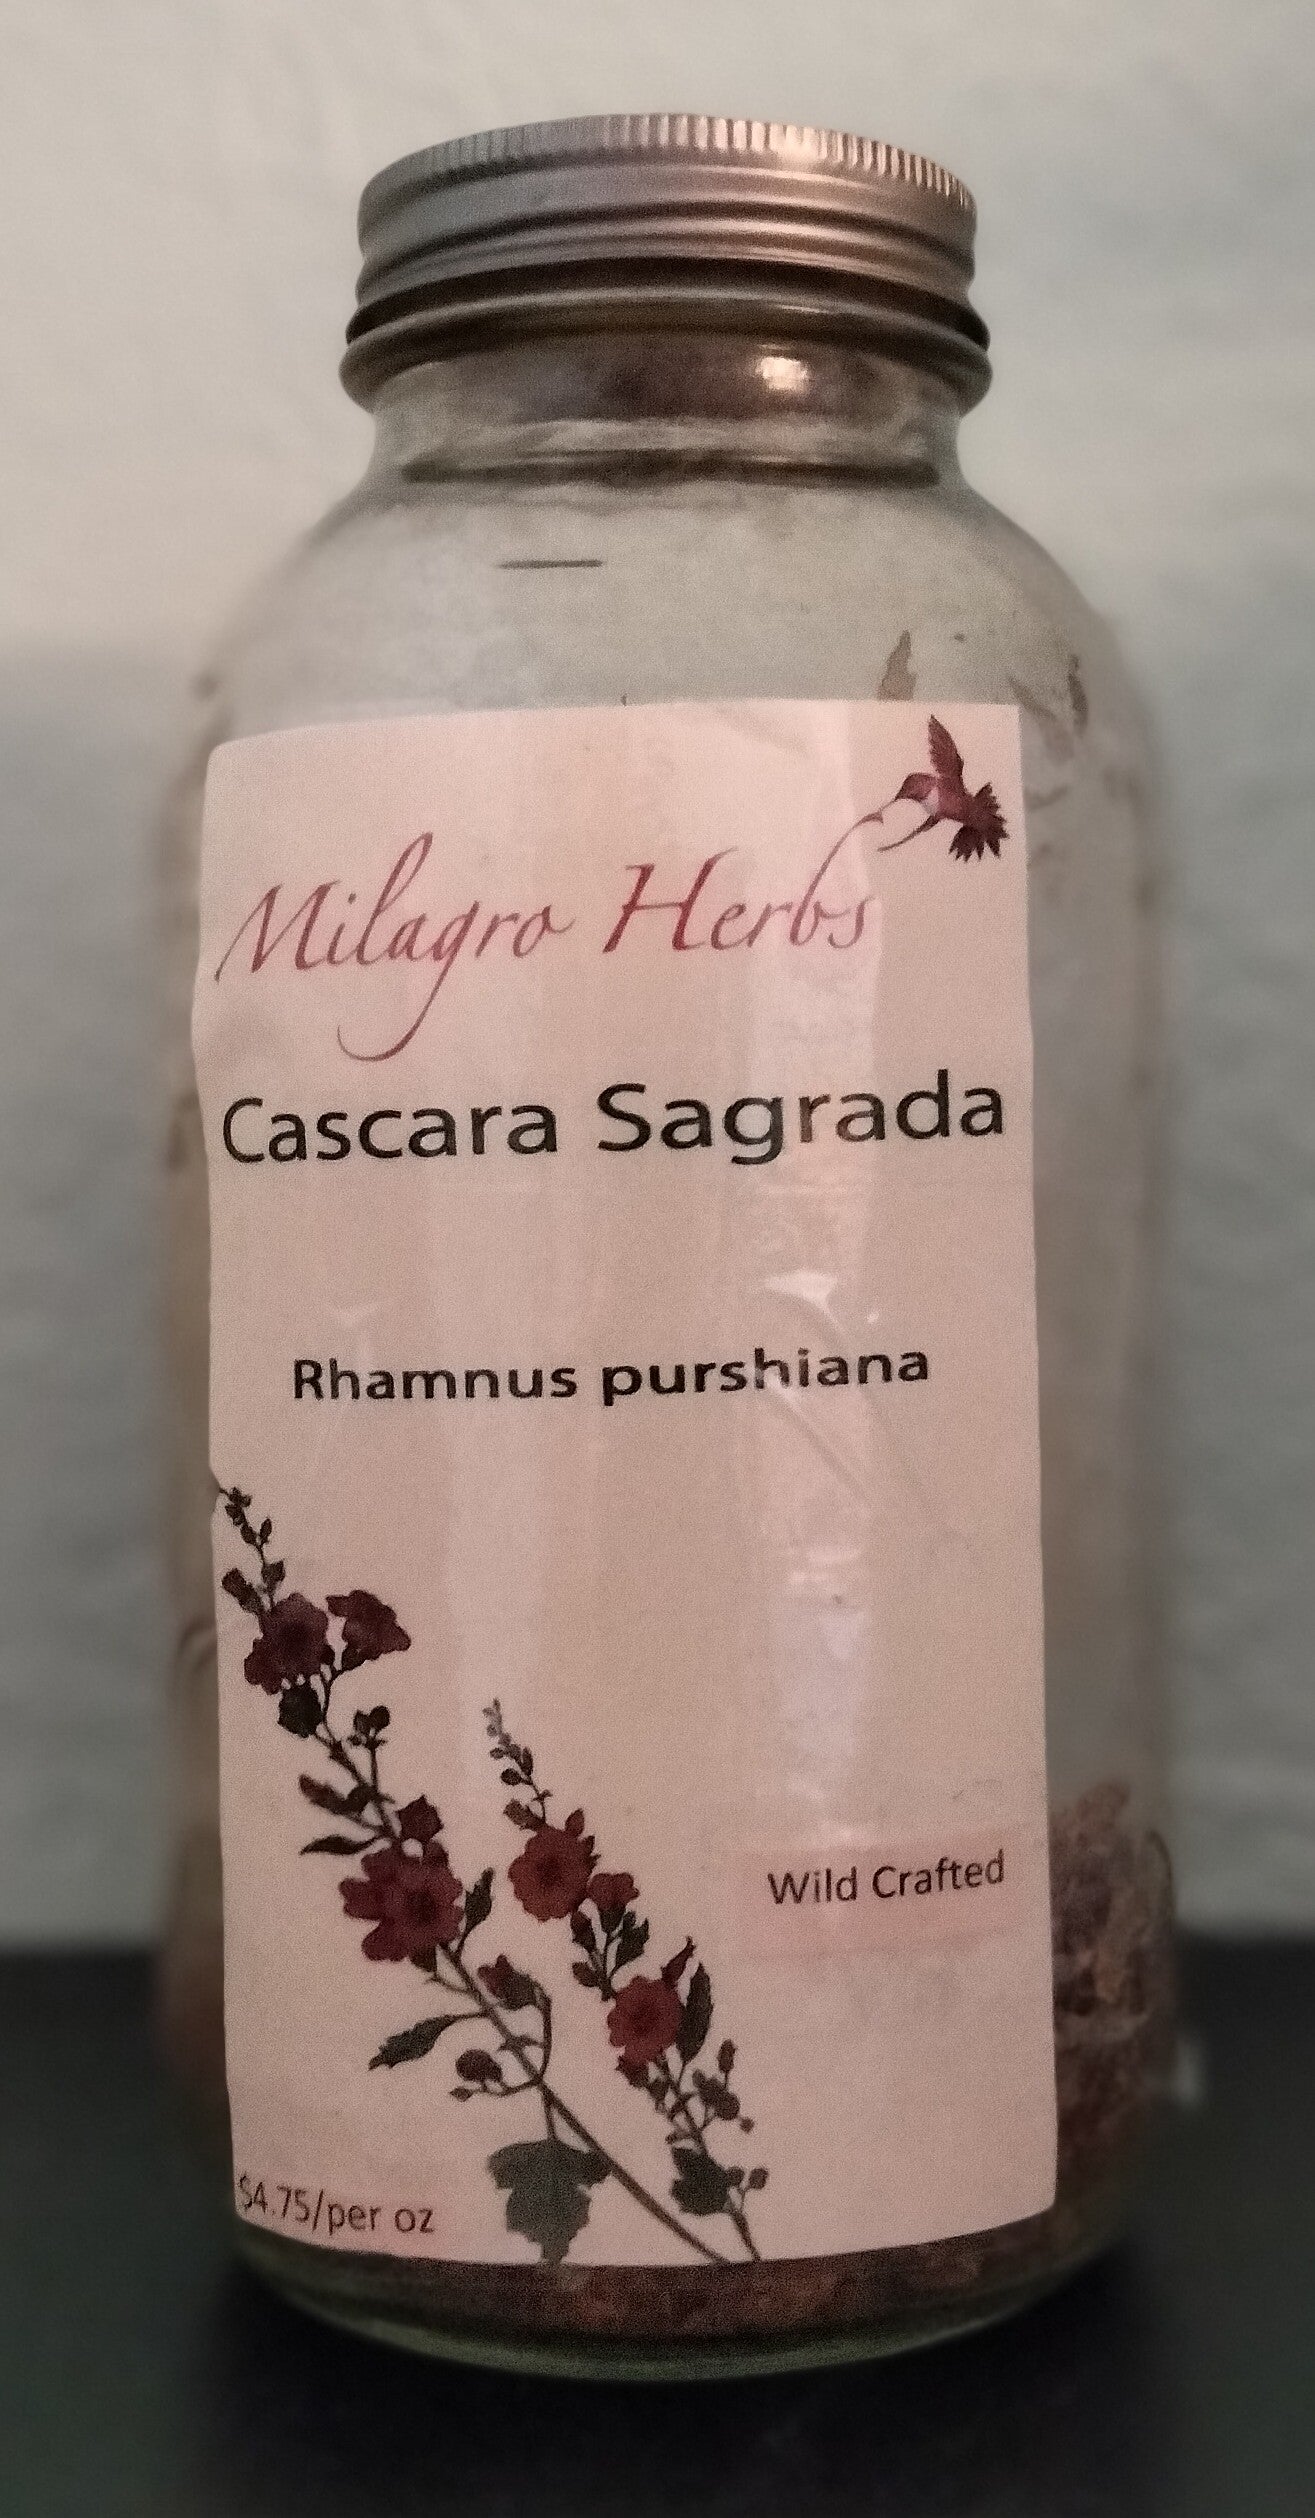 Milagro Herbs
Cascara Sagrada
Rhamnus purshiana
Wild Crafted
$4.75/per oz